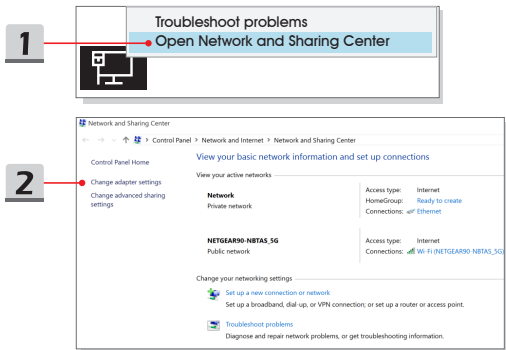 Troubleshoot problems
1
Open Network and Sharing Center
Network and Sharing Center
Control Panel > Network and Internet > Network and Sharing Center
Control Panel Home
View your basic network information and set up connections
View your active networks
2
Change adapter settings
Change advanced sharing
settings
Network
Private network
Access type: Internet
HomeGroup: Ready to create
Connections: Ethernet
NETGEAR90-NBTAS_5G
Public network
Access type: Internet
Connections: Wi-Fi (NETGEAR90-NBTAS_5G)
Change your networking settings
Set up a new connection or network
Set up a broadband, dial-up, or VPN connection; or set up a router or access point.
Troubleshoot problems
Diagnose and repair network problems, or get troubleshooting information.